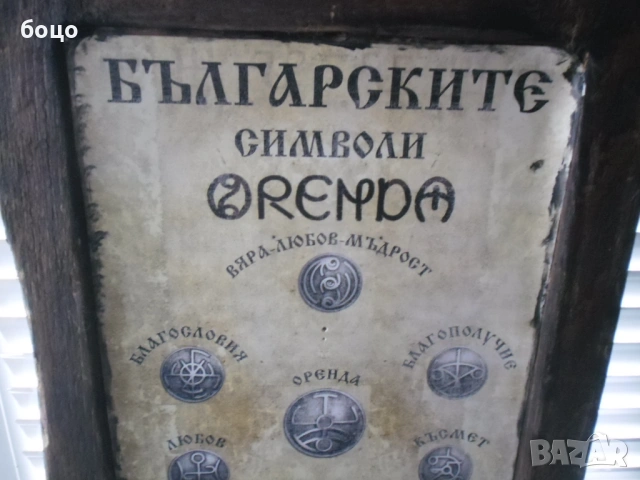 боцо
БЪЛГАРСКИТЕ
СИМВОЛИ
ORENDA
ВЯРА-ЛЮБОВ-МЪДРОСТ
БЛАГОСЛОВИЯ
БЛАГОПОЛУЧИЕ
ОРЕНДА
ЛЮБОВ
КЪСМЕТ
BAZAR